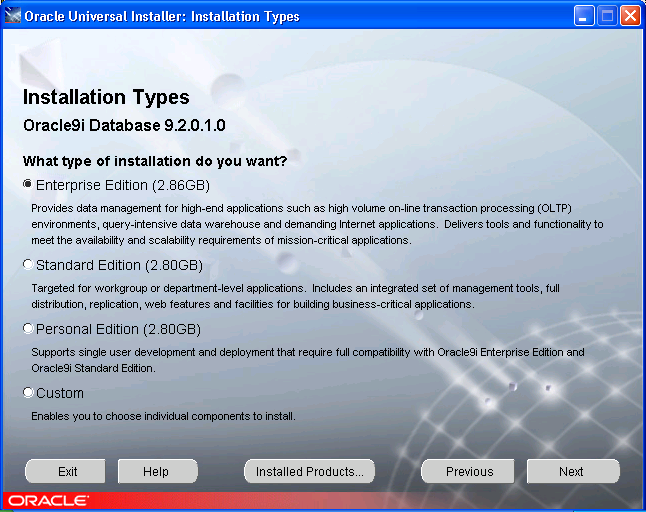 Oracle Universal Installer: Installation Types
Installation Types
Oracle9i Database 9.2.0.1.0
What type of installation do you want?
Enterprise Edition (2.86GB)
Provides data management for high-end applications such as high volume on-line transaction processing (OLTP)
environments, query-intensive data warehouse and demanding Internet applications. Delivers tools and functionality to
meet the availability and scalability requirements of mission-critical applications.
Standard Edition (2.80GB)
Targeted for workgroup or department-level applications. Includes an integrated set of management tools, full
distribution, replication, web features and facilities for building business-critical applications.
Personal Edition (2.80GB)
Supports single user development and deployment that require full compatibility with Oracle9i Enterprise Edition and
Oracle9i Standard Edition.
Custom
Enables you to choose individual components to install.
Exit Help Installed Products... Previous Next
ORACLE